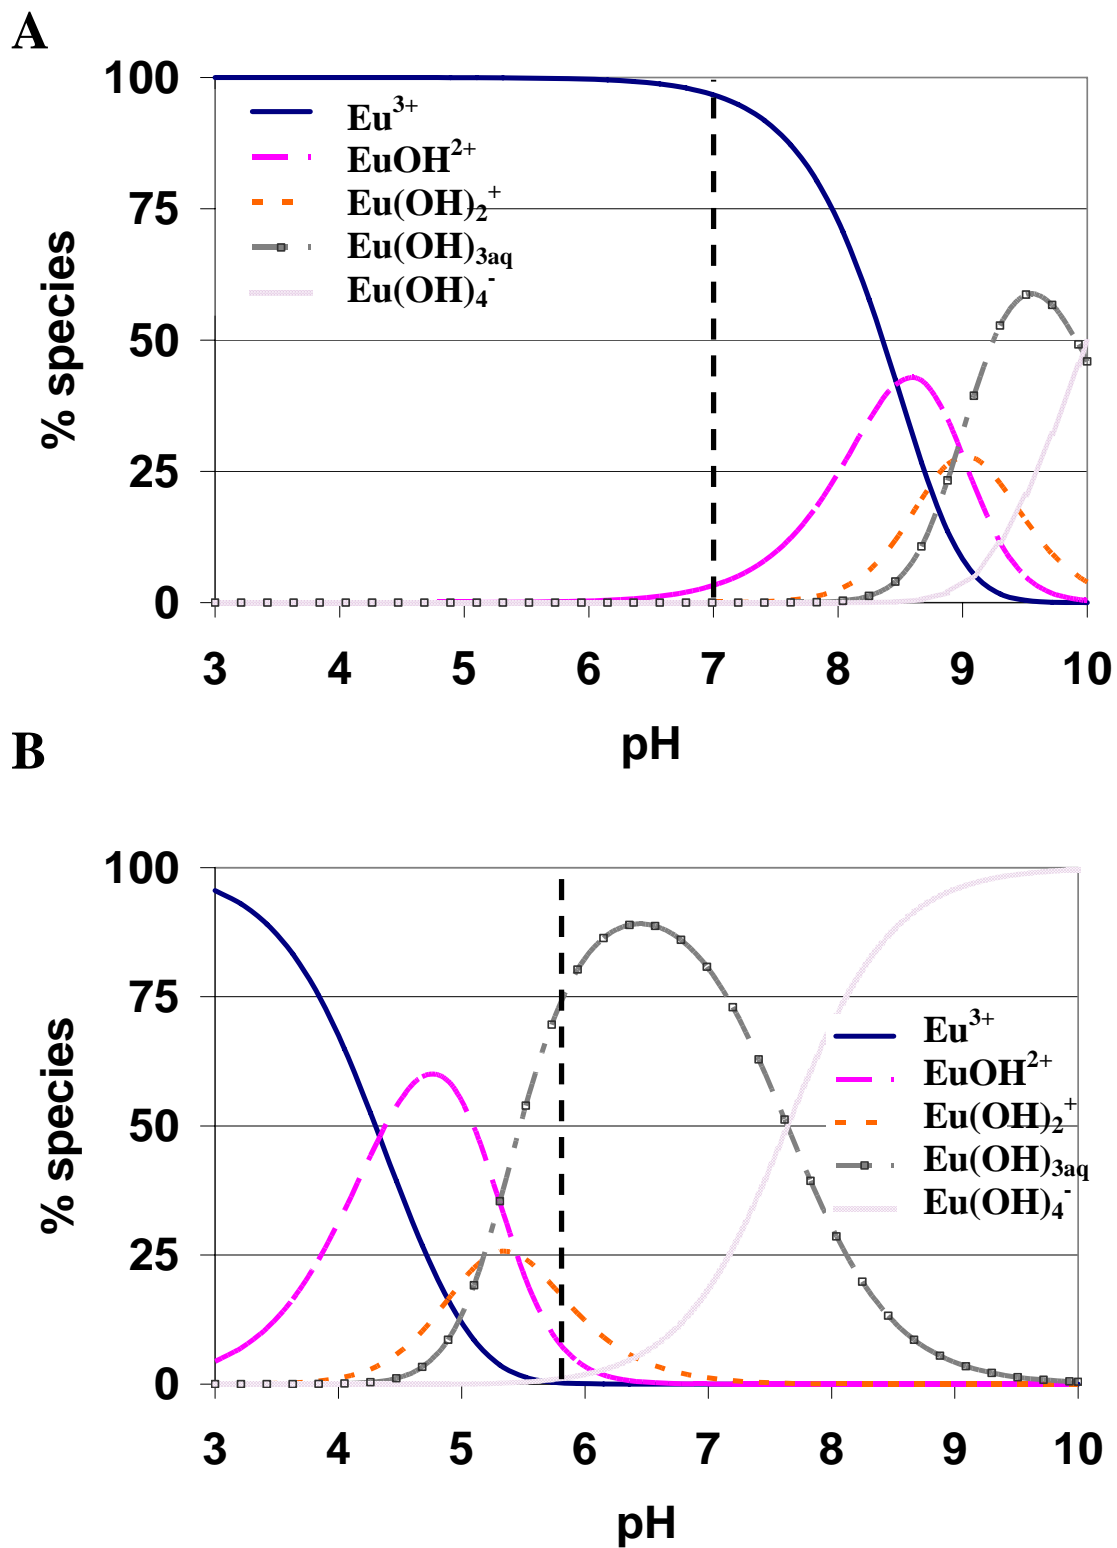 A
100
75
50
25
0
% species
Eu³⁺
EuOH²⁺
Eu(OH)₂⁺
Eu(OH)₃aq
Eu(OH)₄⁻
3 4 5 6 7 8 9 10
pH
B
100
75
50
25
0
% species
Eu³⁺
EuOH²⁺
Eu(OH)₂⁺
Eu(OH)₃aq
Eu(OH)₄⁻
3 4 5 6 7 8 9 10
pH